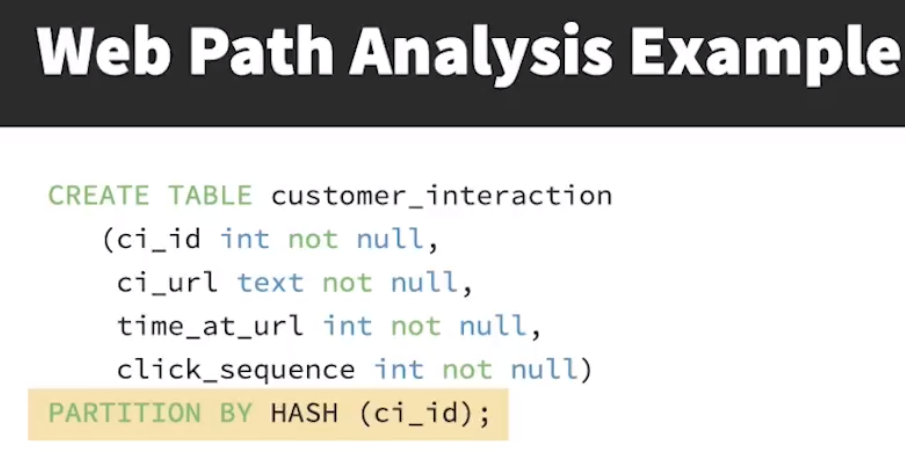 Web Path Analysis Example
CREATE TABLE customer_interaction
(ci_id int not null,
ci_url text not null,
time_at_url int not null,
click_sequence int not null)
PARTITION BY HASH (ci_id);